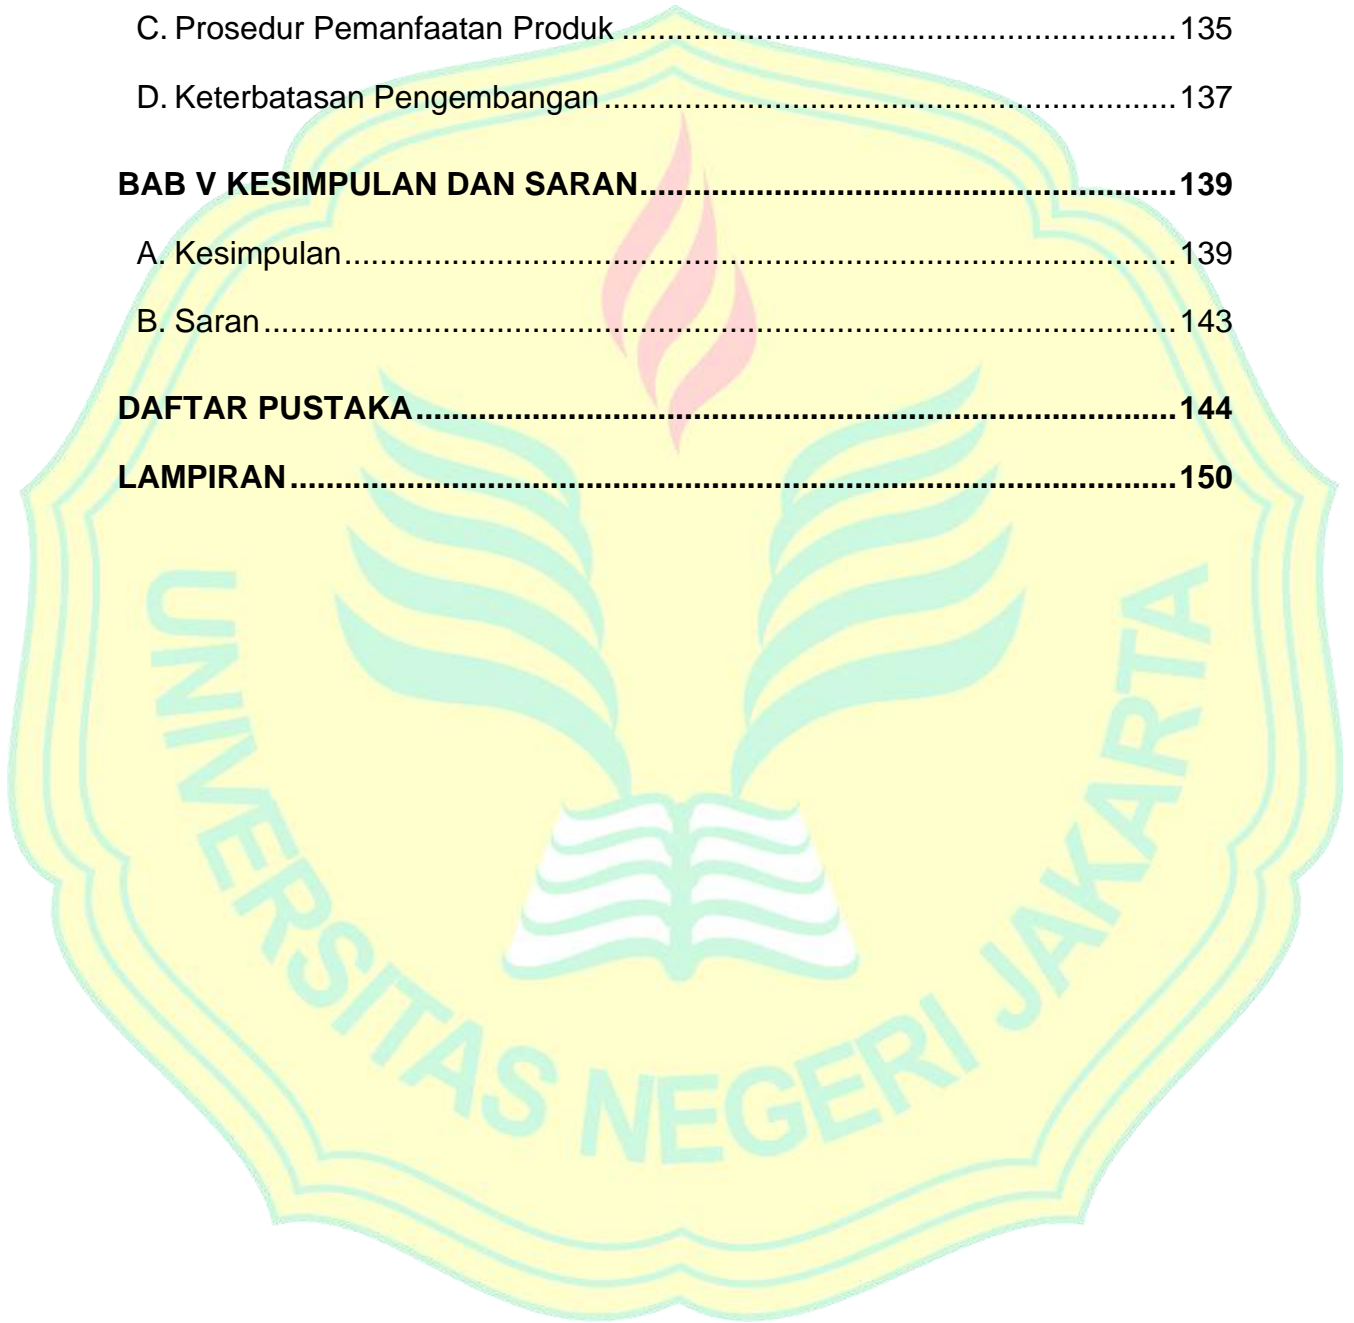 C. Prosedur Pemanfaatan Produk ............................................................. 135
D. Keterbatasan Pengembangan ............................................................... 137
BAB V KESIMPULAN DAN SARAN ........................................................... 139
A. Kesimpulan ............................................................................................ 139
B. Saran ..................................................................................................... 143
DAFTAR PUSTAKA .................................................................................... 144
LAMPIRAN .................................................................................................. 150
UNIVERSITAS NEGERI JAKARTA